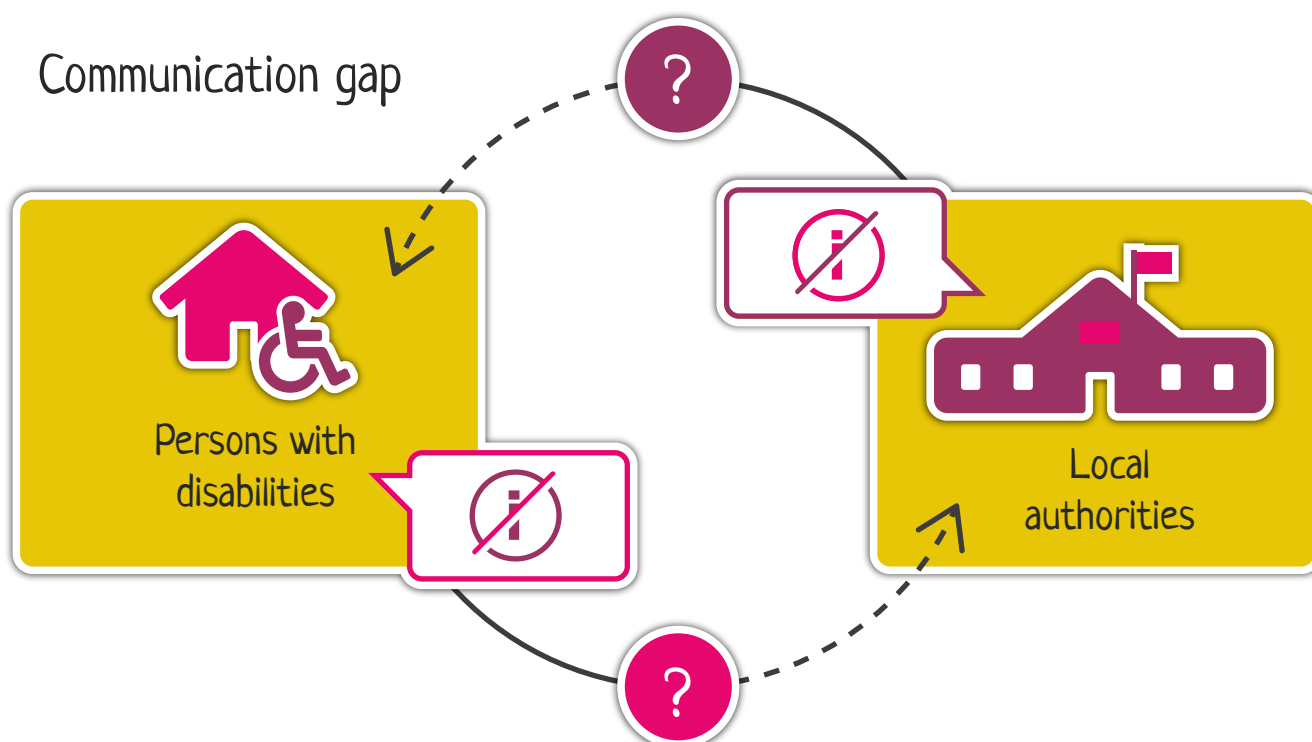 Communication gap
?
Persons with
disabilities
i
i
Local
authorities
?